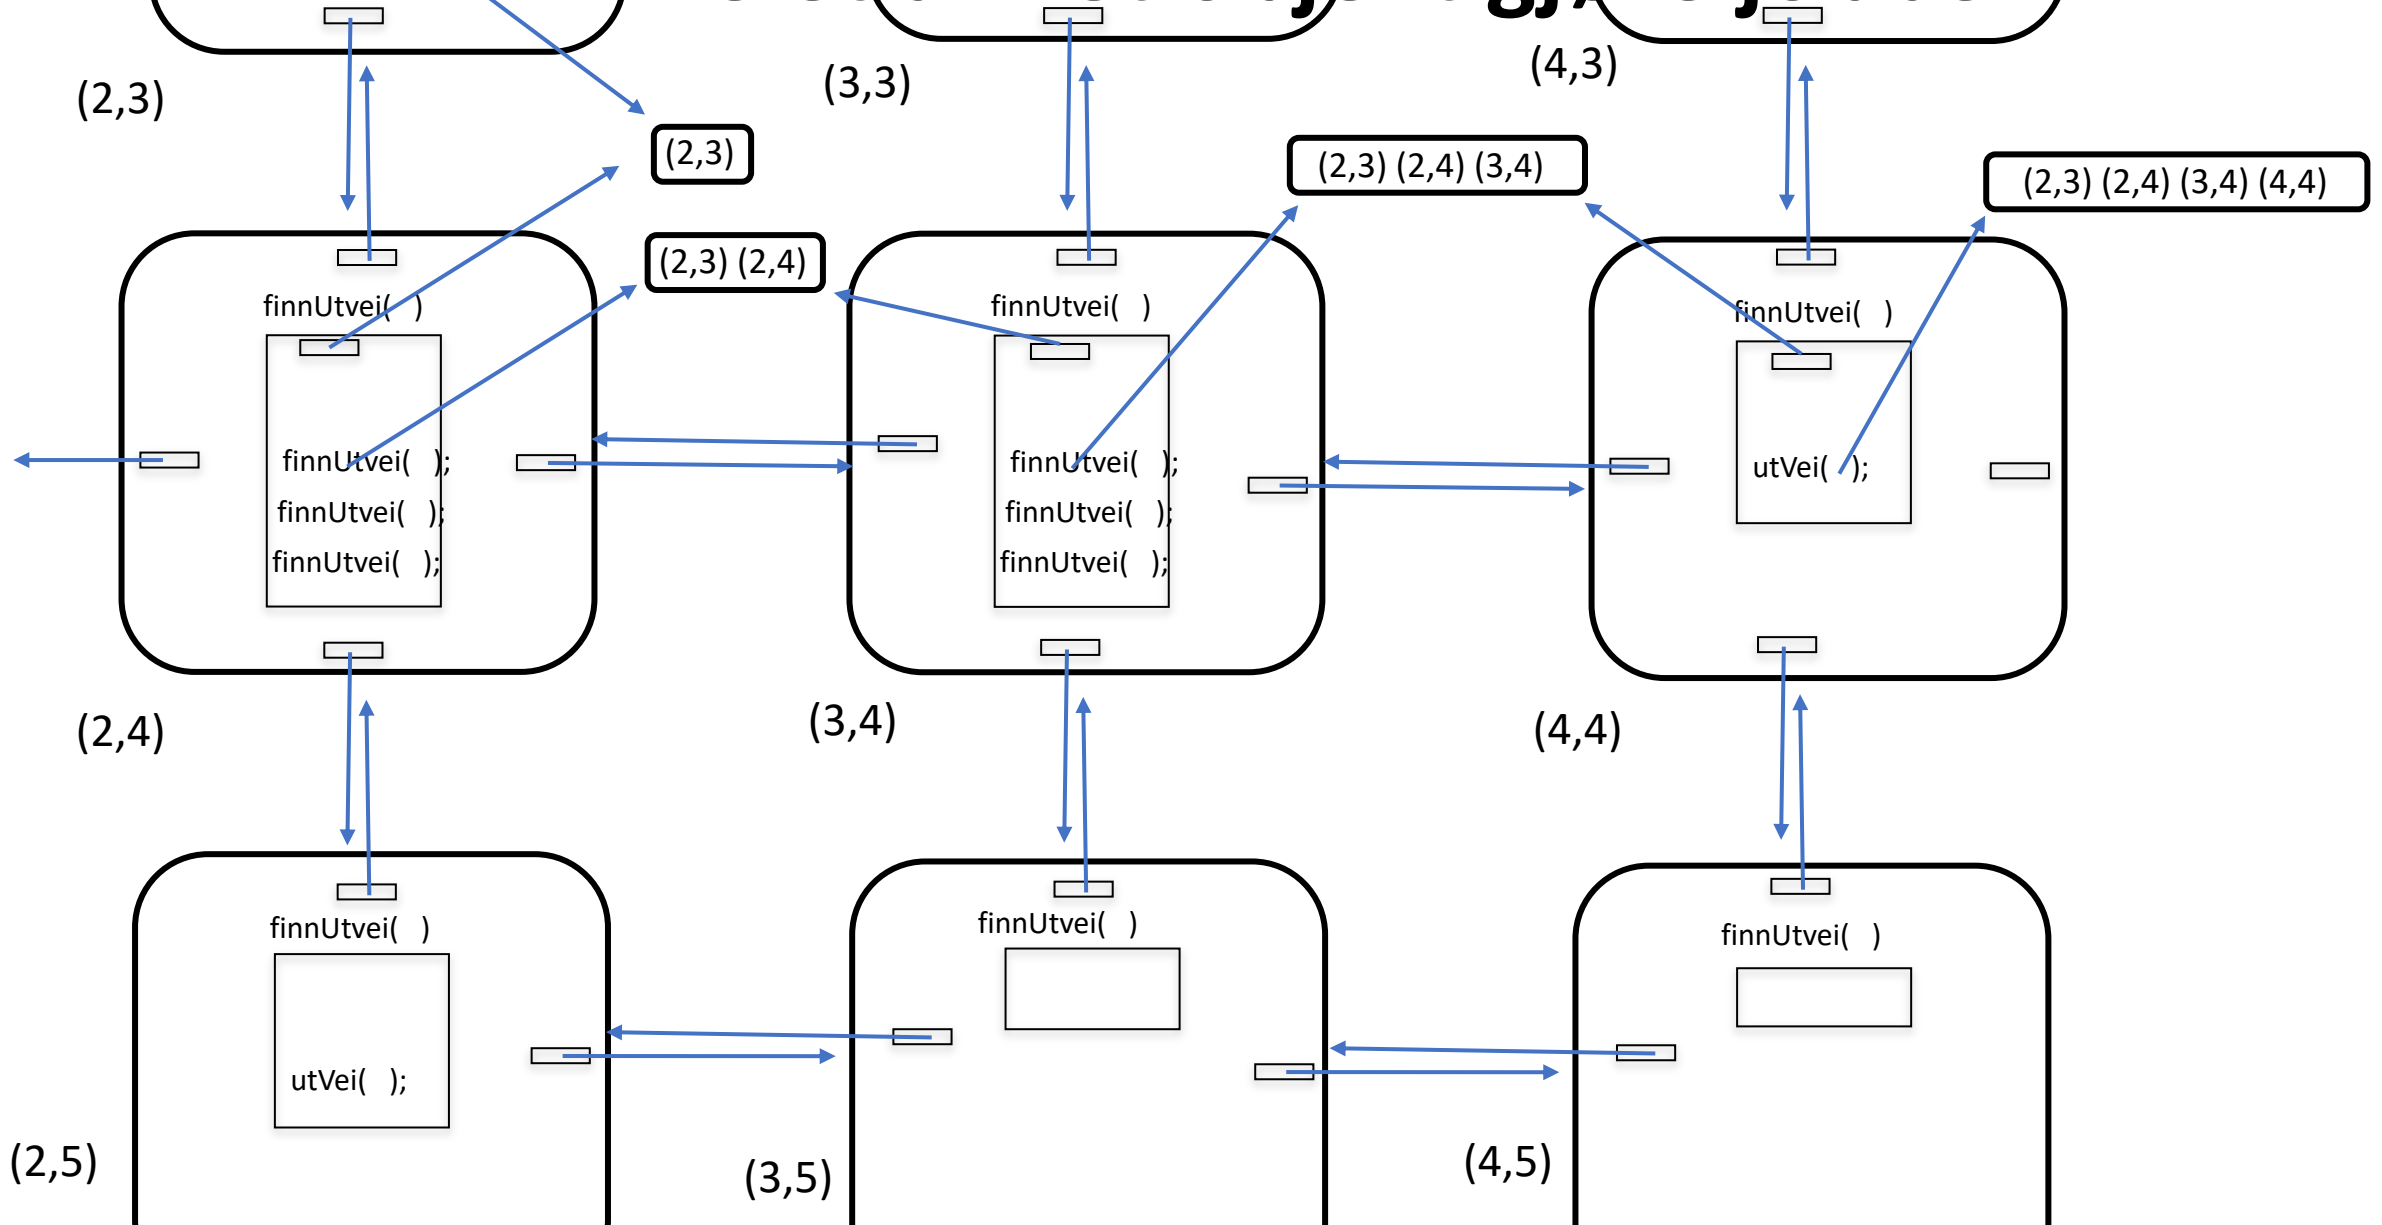 (2,3)
(3,3)
(4,3)
(2,3)
(2,3) (2,4) (3,4)
(2,3) (2,4) (3,4) (4,4)
(2,3) (2,4)
finnUtvei( )
finnUtvei( );
finnUtvei( );
finnUtvei( );
finnUtvei( )
finnUtvei( );
finnUtvei( );
finnUtvei( );
finnUtvei( )
utVei( );
(2,4)
(3,4)
(4,4)
finnUtvei( )
utVei( );
finnUtvei( )
finnUtvei( )
(2,5)
(3,5)
(4,5)